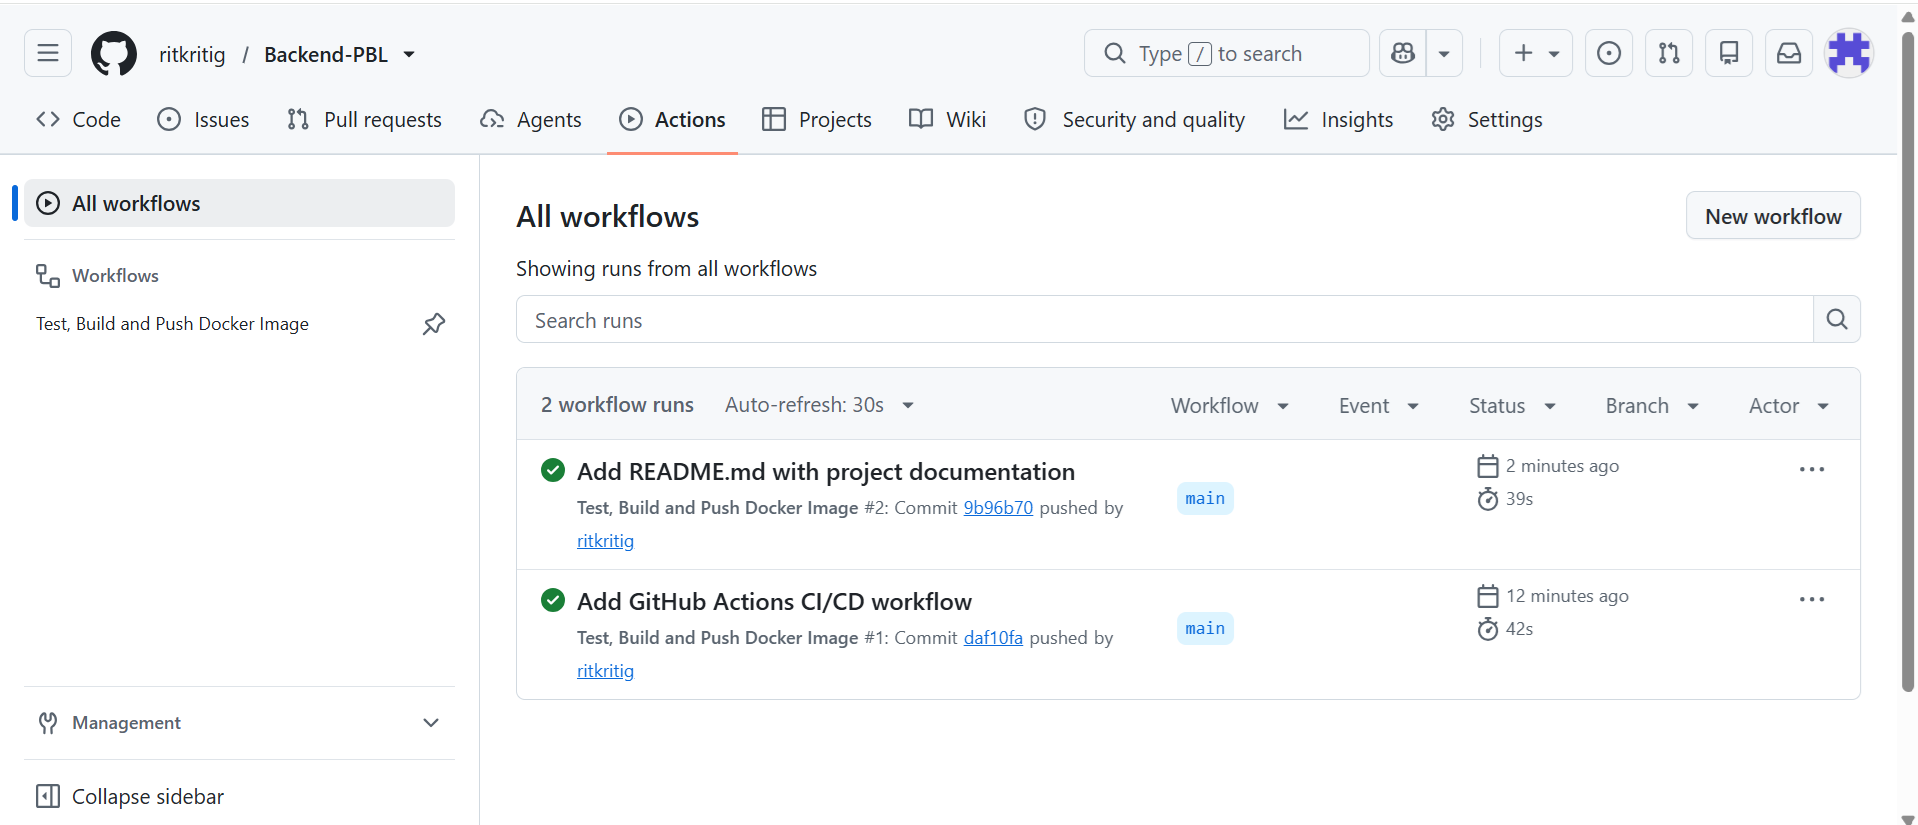 ritkritig / Backend-PBL
Type / to search
Code Issues Pull requests Agents Actions Projects Wiki Security and quality Insights Settings
All workflows
Workflows
Test, Build and Push Docker Image
Management
Collapse sidebar
All workflows
New workflow
Showing runs from all workflows
Search runs
2 workflow runs Auto-refresh: 30s Workflow Event Status Branch Actor
Add README.md with project documentation
Test, Build and Push Docker Image #2: Commit 9b96b70 pushed by
ritkritig
main
2 minutes ago
39s
Add GitHub Actions CI/CD workflow
Test, Build and Push Docker Image #1: Commit daf10fa pushed by
ritkritig
main
12 minutes ago
42s